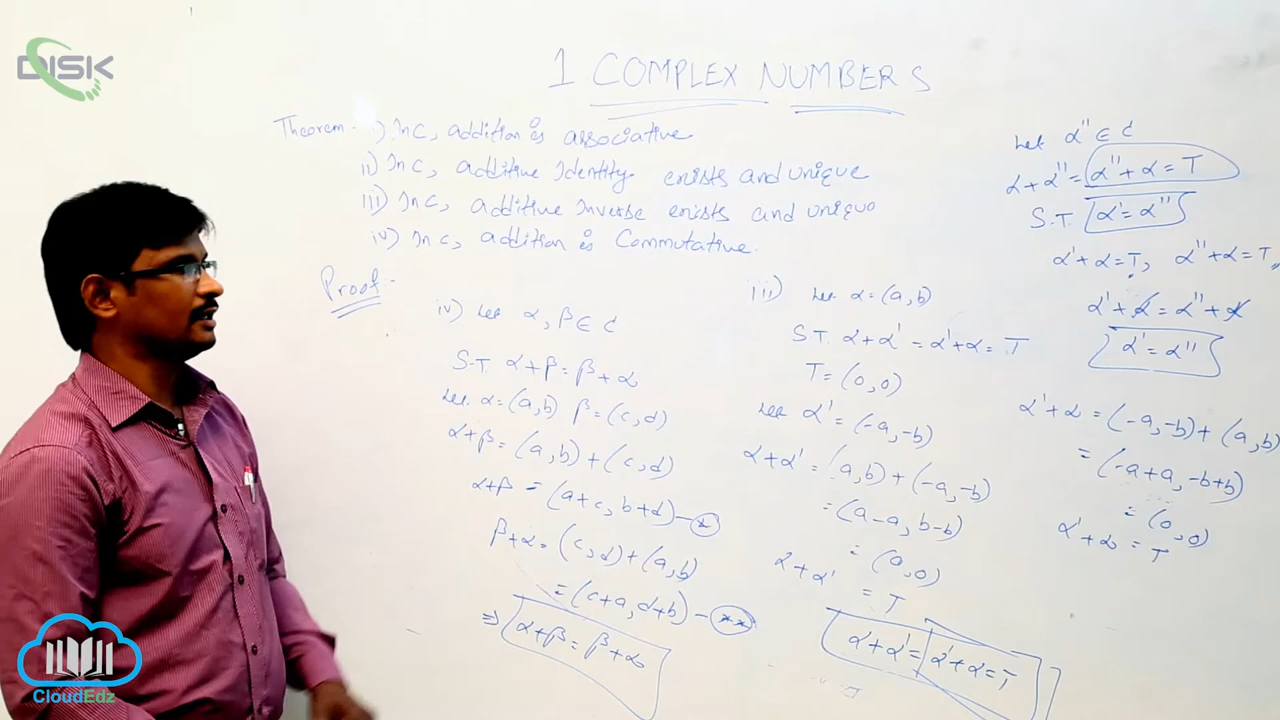 DISK
1 COMPLEX NUMBERS
Theorem - i) In C, addition is associative
ii) In C, additive Identity exists and unique
iii) In C, additive Inverse exists and unique
iv) In C, addition is Commutative.
Proof:-
iv) Let α, β ∈ C
S.T α+β = β+α
Let α = (a,b) β = (c,d)
α+β = (a,b) + (c,d)
α+β = (a+c, b+d) - *
β+α = (c,d) + (a,b)
= (c+a, d+b) - **
⇒ α+β = β+α
iii) Let α = (a,b)
S.T. α+α' = α'+α = T
T = (0,0)
Let α' = (-a,-b)
α+α' = (a,b) + (-a,-b)
= (a-a, b-b)
= (0,0)
α+α' = T
α+α' = α'+α = T
Let α'' ∈ C
α+α'' = α''+α = T
S.T. α' = α''
α'+α = T, α''+α = T
α'+α = α''+α
α' = α''
α'+α = (-a,-b) + (a,b)
= (-a+a, -b+b)
= (0,0)
α'+α = T
CloudEdz